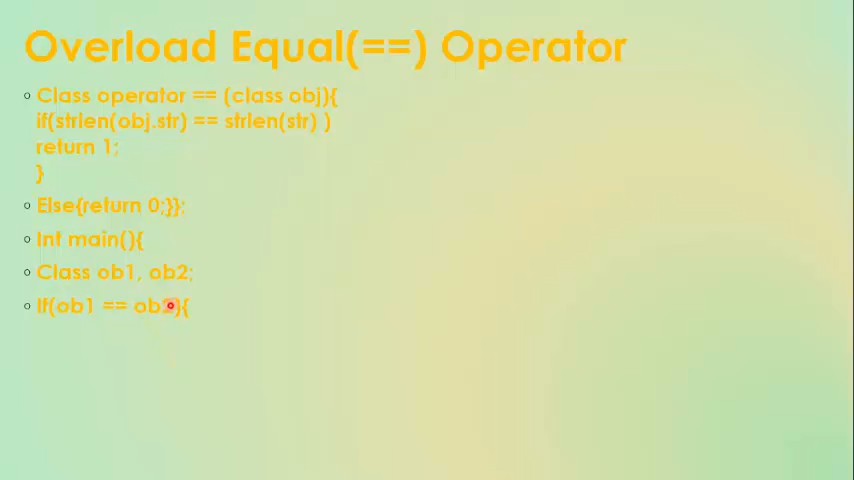 Overload Equal(==) Operator
Class operator == (class obj){
if(strlen(obj.str) == strlen(str) )
return 1;
}
Else{return 0;}};
Int main(){
Class ob1, ob2;
If(ob1 == ob2){